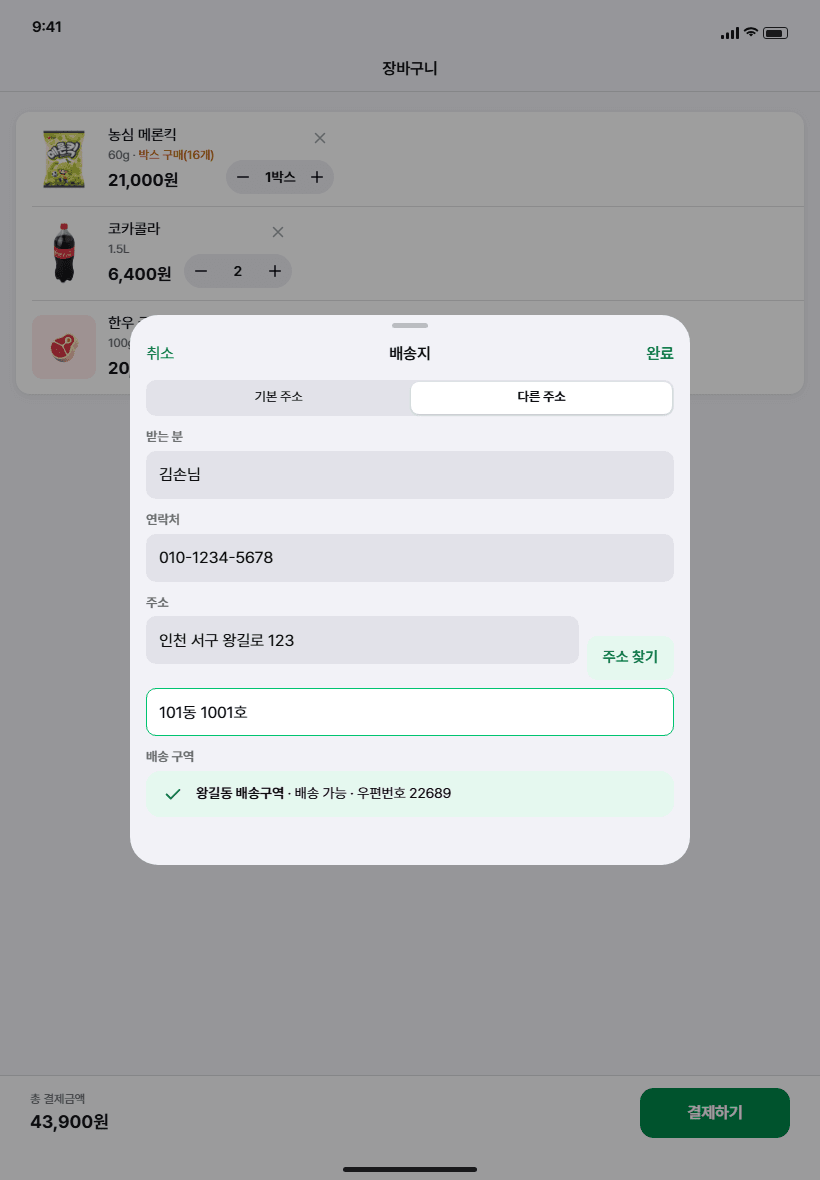 9:41
장바구니
농심 메론킥
60g · 박스 구매(16개)
21,000원
1박스
메론킥
코카콜라
1.5L
6,400원
2
한우
100g
20,
취소
배송지
완료
기본 주소
다른 주소
받는 분
김손님
연락처
010-1234-5678
주소
인천 서구 왕길로 123
주소 찾기
101동 1001호
배송 구역
왕길동 배송구역 · 배송 가능 · 우편번호 22689
총 결제금액
43,900원
결제하기